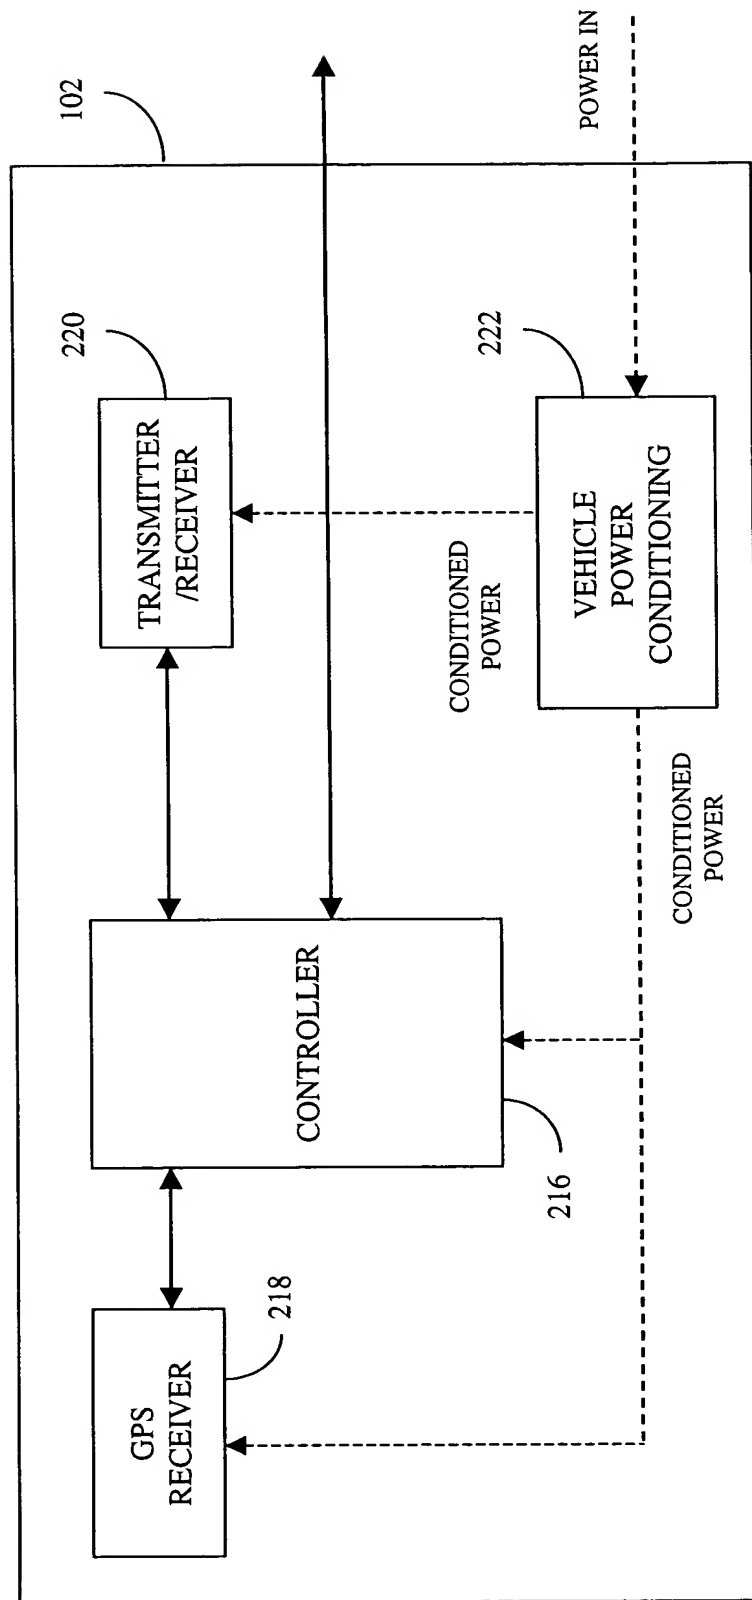 102
POWER IN
220
TRANSMITTER
/RECEIVER
222
VEHICLE
POWER
CONDITIONING
CONDITIONED
POWER
CONDITIONED
POWER
CONTROLLER
216
218
GPS
RECEIVER